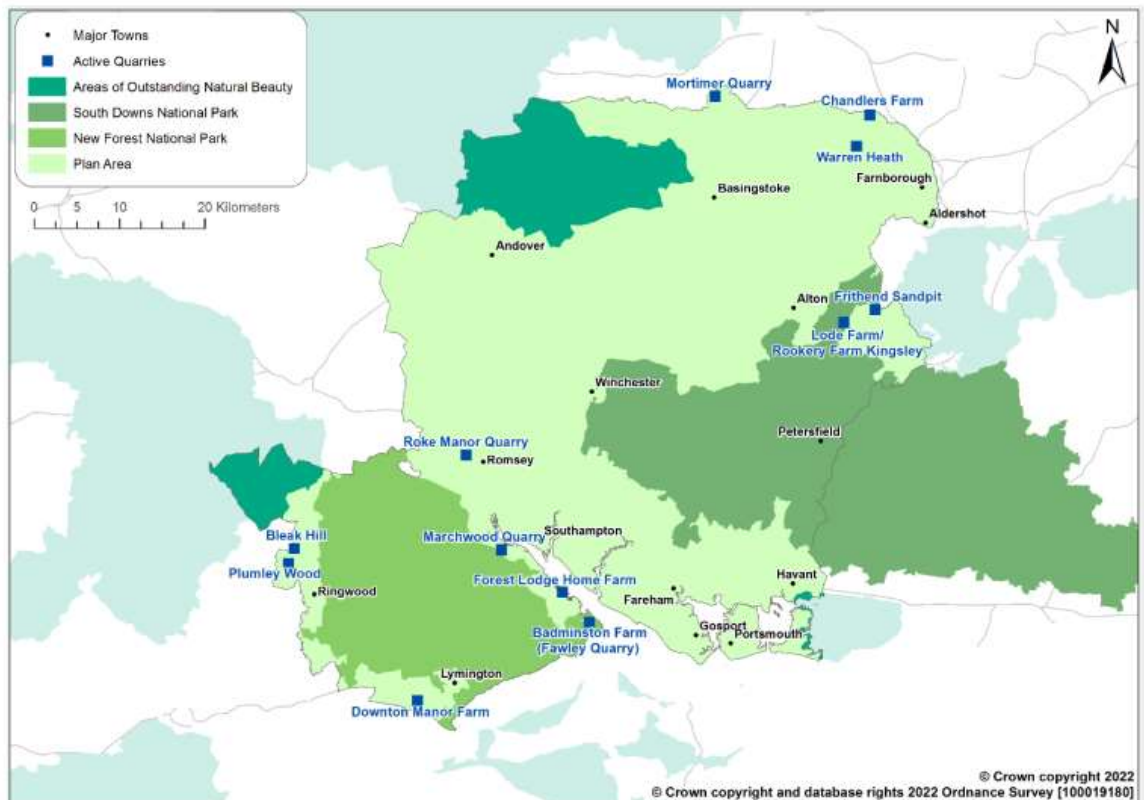 Major Towns
Active Quarries
Areas of Outstanding Natural Beauty
South Downs National Park
New Forest National Park
Plan Area
0 5 10 20 Kilometers
N
Mortimer Quarry
Chandlers Farm
Warren Heath
Farnborough
Basingstoke
Aldershot
Andover
Alton
Frithend Sandpit
Lode Farm/
Rookery Farm Kingsley
Winchester
Petersfield
Roke Manor Quarry
Romsey
Southampton
Bleak Hill
Marchwood Quarry
Plumley Wood
Ringwood
Forest Lodge Home Farm
Havant
Fareham
Badminston Farm
(Fawley Quarry)
Gosport
Portsmouth
Lymington
Downton Manor Farm
© Crown copyright 2022
© Crown copyright and database rights 2022 Ordnance Survey [100019180]